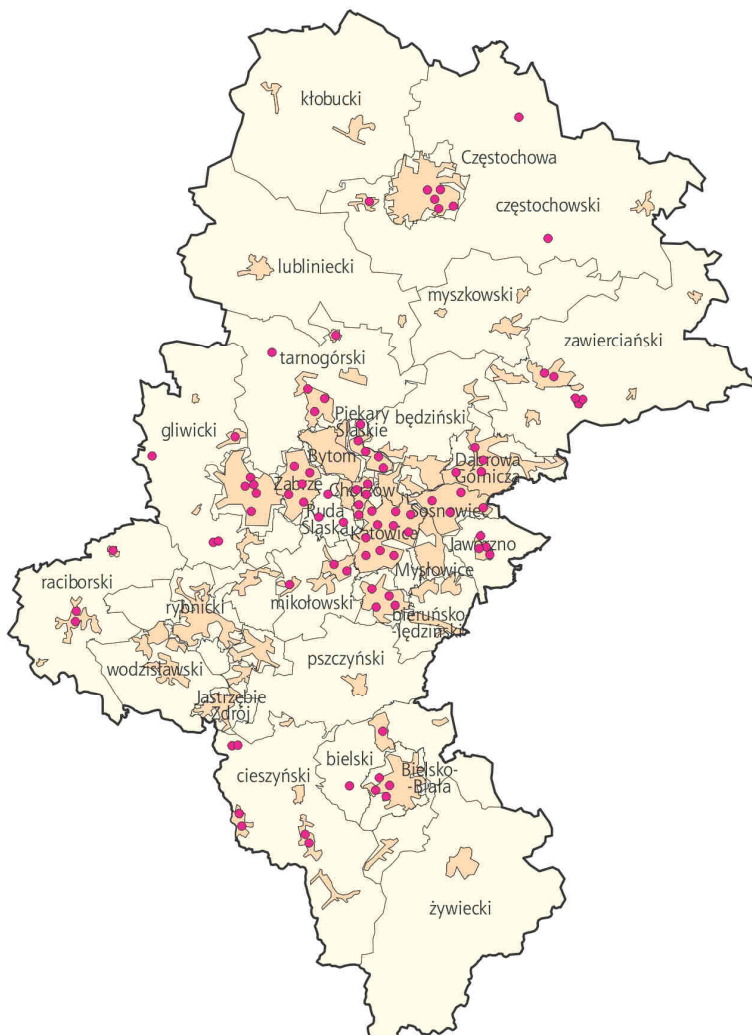 kłobucki
Częstochowa
częstochowski
lubliniecki
myszkowski
zawierciański
tarnogórski
Piekary
Śląskie
będziński
gliwicki
Bytom
Zabrze
Chorzów
Dąbrowa
Górnicza
Ruda
Śląska
Sosnowiec
Katowice
Jaworzno
Mysłowice
raciborski
rybnicki
mikołowski
bieruńsko
-lędziński
wodzisławski
pszczyński
Jastrzębie
Zdrój
cieszyński
bielski
Bielsko-
-Biała
żywiecki